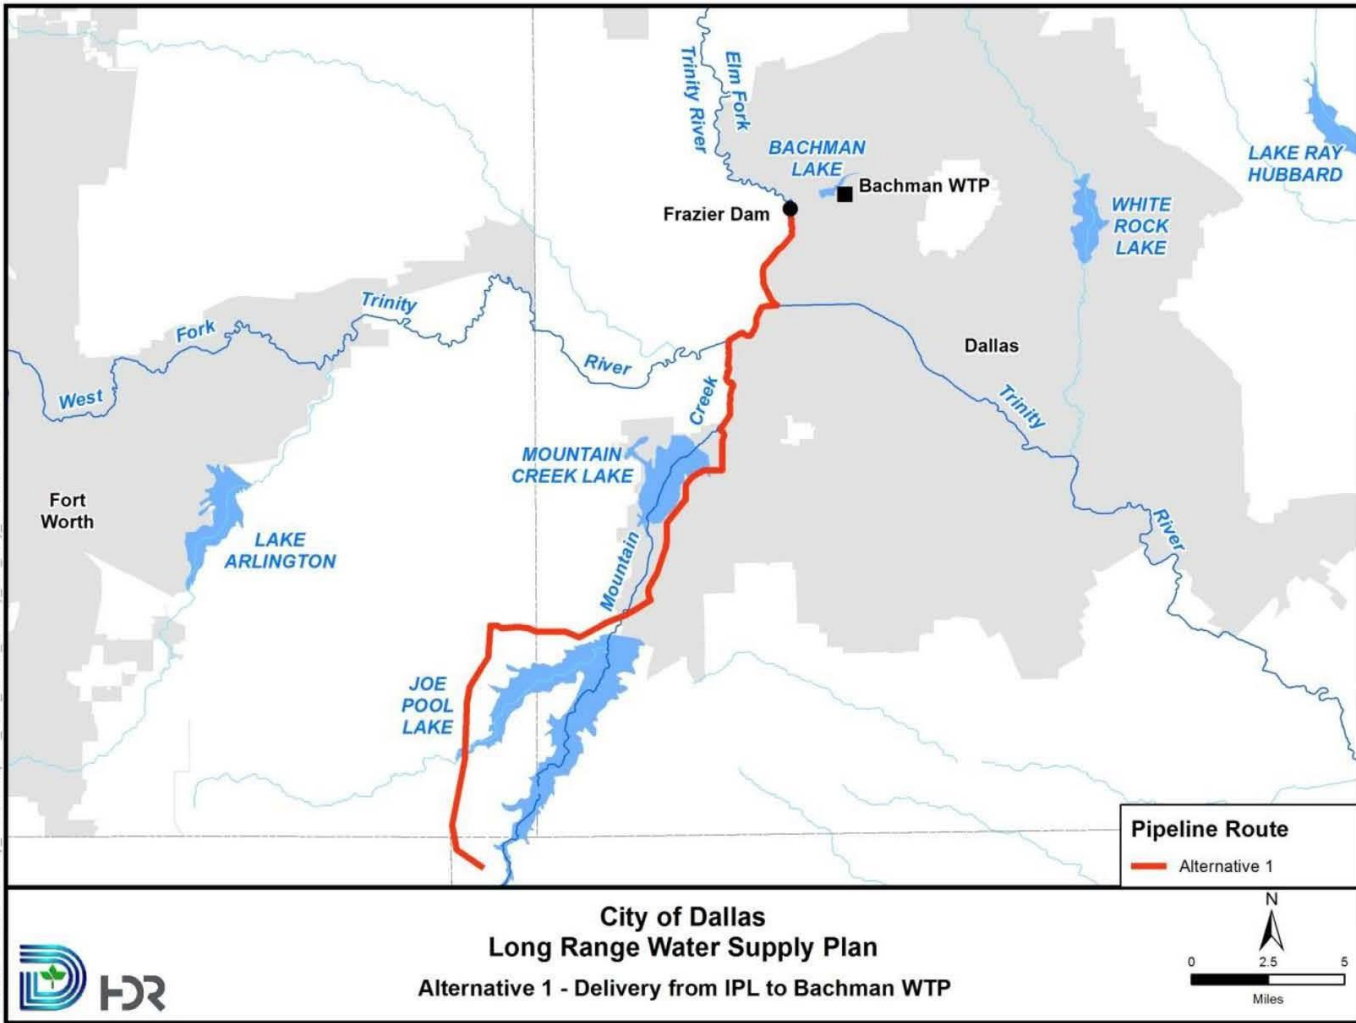 Elm Fork
Trinity River
BACHMAN
LAKE
Bachman WTP
Frazier Dam
LAKE RAY
HUBBARD
WHITE
ROCK
LAKE
West
Fork
Trinity
River
Dallas
Creek
Trinity
MOUNTAIN
CREEK LAKE
Fort
Worth
River
LAKE
ARLINGTON
Mountain
JOE
POOL
LAKE
Pipeline Route
Alternative 1
City of Dallas
Long Range Water Supply Plan
Alternative 1 - Delivery from IPL to Bachman WTP
HDR
N
0 2.5 5
Miles